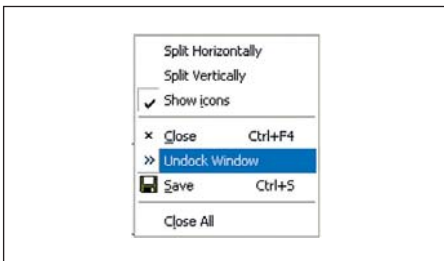 Split Horizontally
Split Vertically
Show icons
Close Ctrl+F4
Undock Window
Save Ctrl+S
Close All